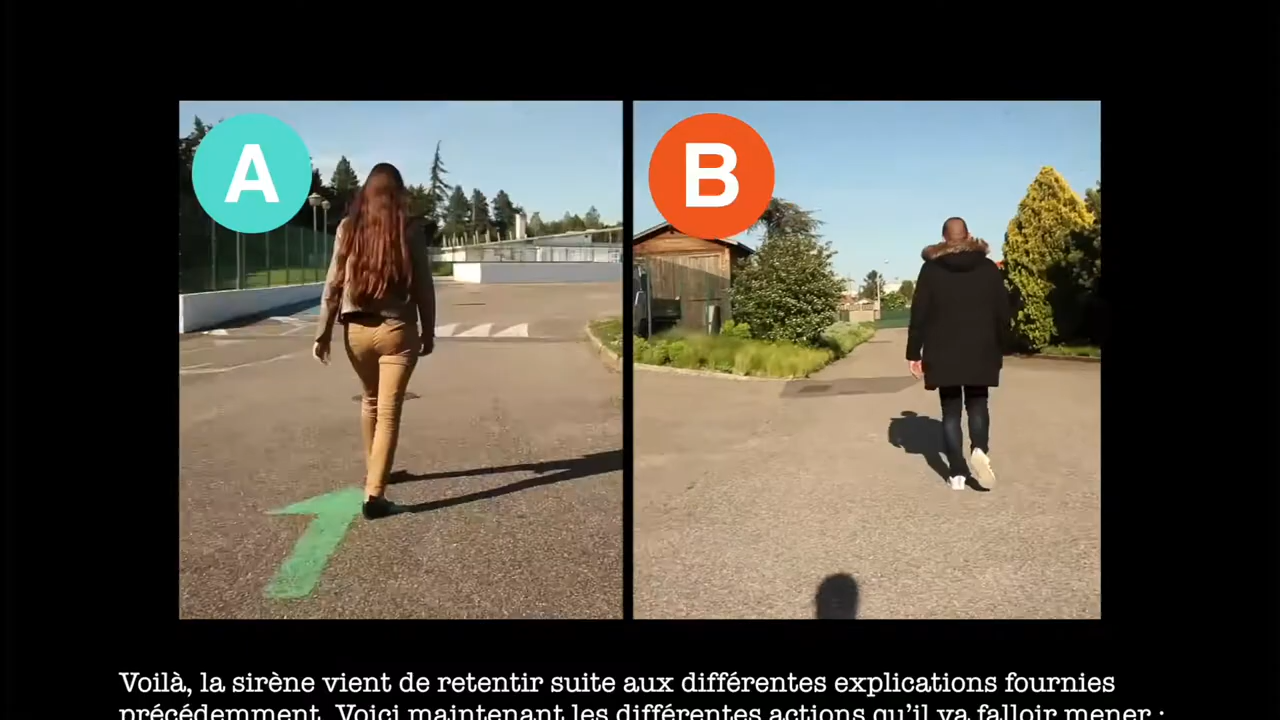 A
B
Voilà, la sirène vient de retentir suite aux différentes explications fournies
précédemment. Voici maintenant les différentes actions qu'il va falloir mener :